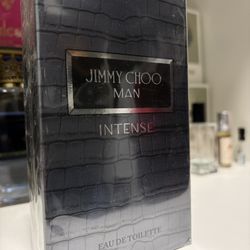 JIMMY CHOO
MAN
INTENSE
EAU DE TOILETTE